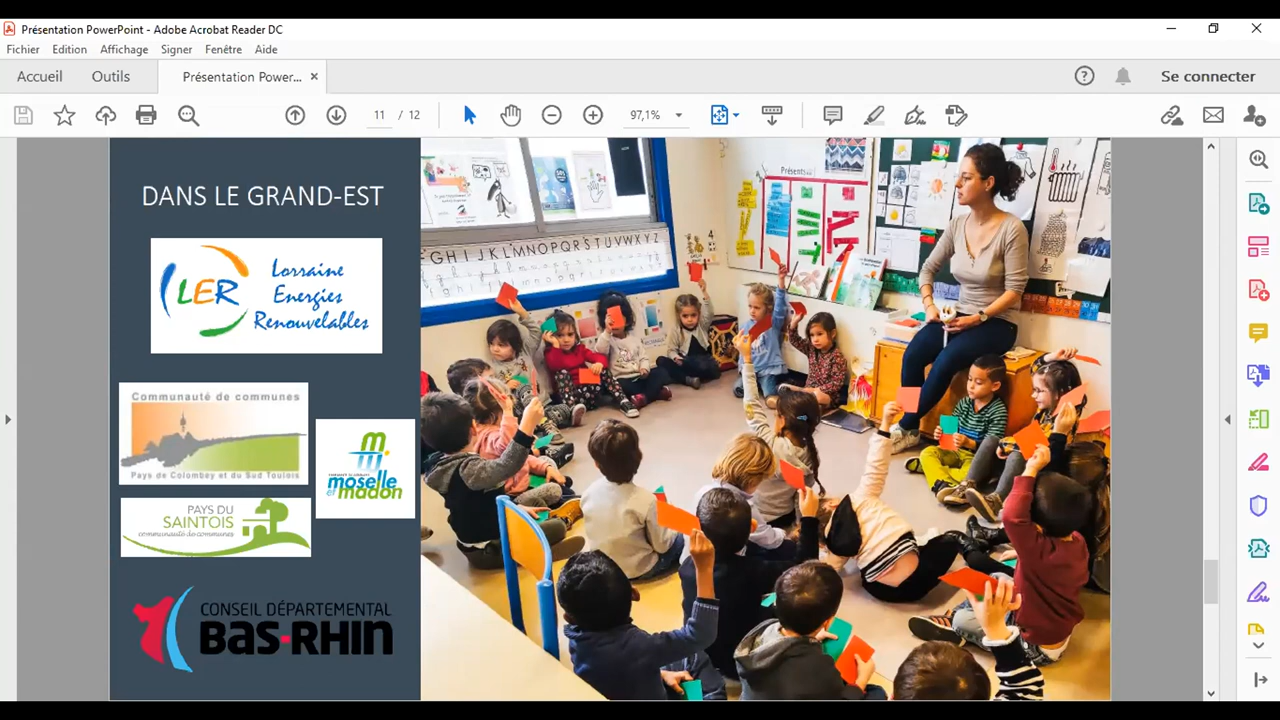 Présentation PowerPoint - Adobe Acrobat Reader DC
Fichier Edition Affichage Signer Fenêtre Aide
Accueil Outils Présentation Power... Se connecter
11 / 12 97,1%
DANS LE GRAND-EST
LER
Lorraine
Energies
Renouvelables
Communauté de communes
Pays de Colombey et du Sud Toulois
moselle
et madon
PAYS DU
SAINTOIS
communauté de communes
CONSEIL DÉPARTEMENTAL
BAS-RHIN
Présents
G H I J K L M N O P Q R S T U V W X Y Z